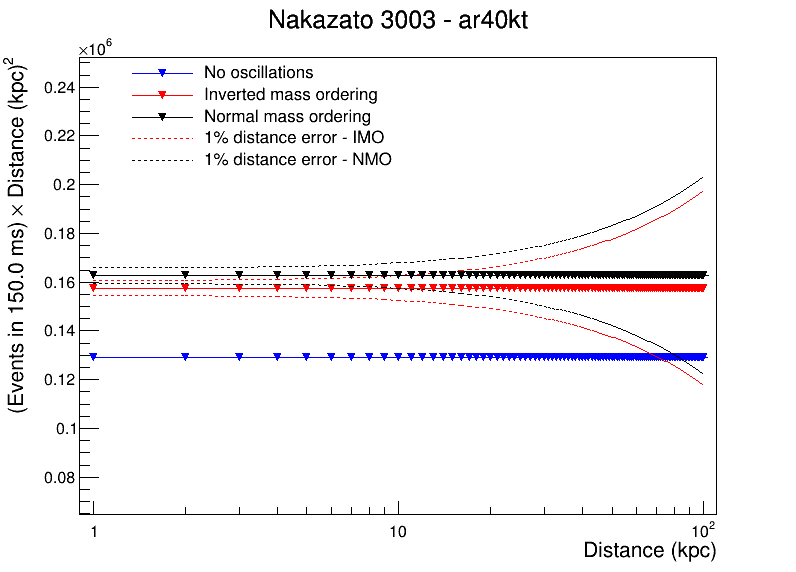 Nakazato 3003 - ar40kt
×10⁶
(Events in 150.0 ms) × Distance (kpc)²
0.24
0.22
0.2
0.18
0.16
0.14
0.12
0.1
0.08
No oscillations
Inverted mass ordering
Normal mass ordering
1% distance error - IMO
1% distance error - NMO
1 10 10²
Distance (kpc)